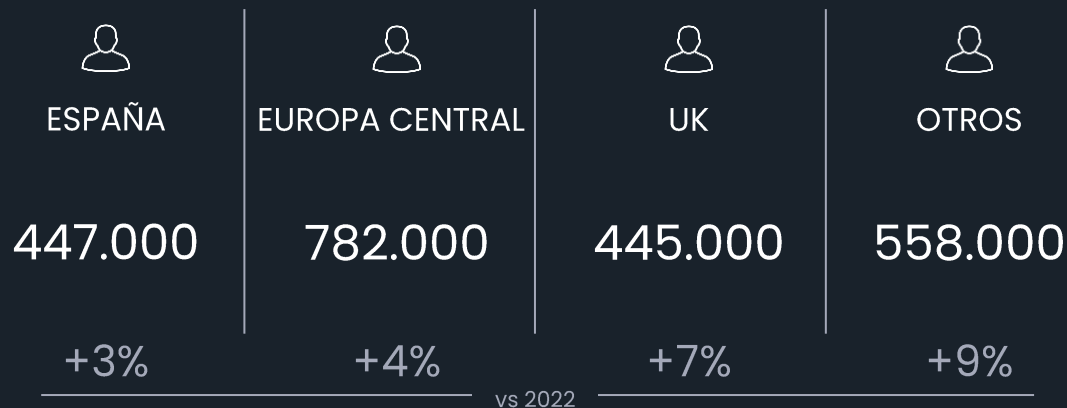 ESPAÑA
447.000
+3%
EUROPA CENTRAL
782.000
+4%
UK
445.000
+7%
OTROS
558.000
+9%
vs 2022